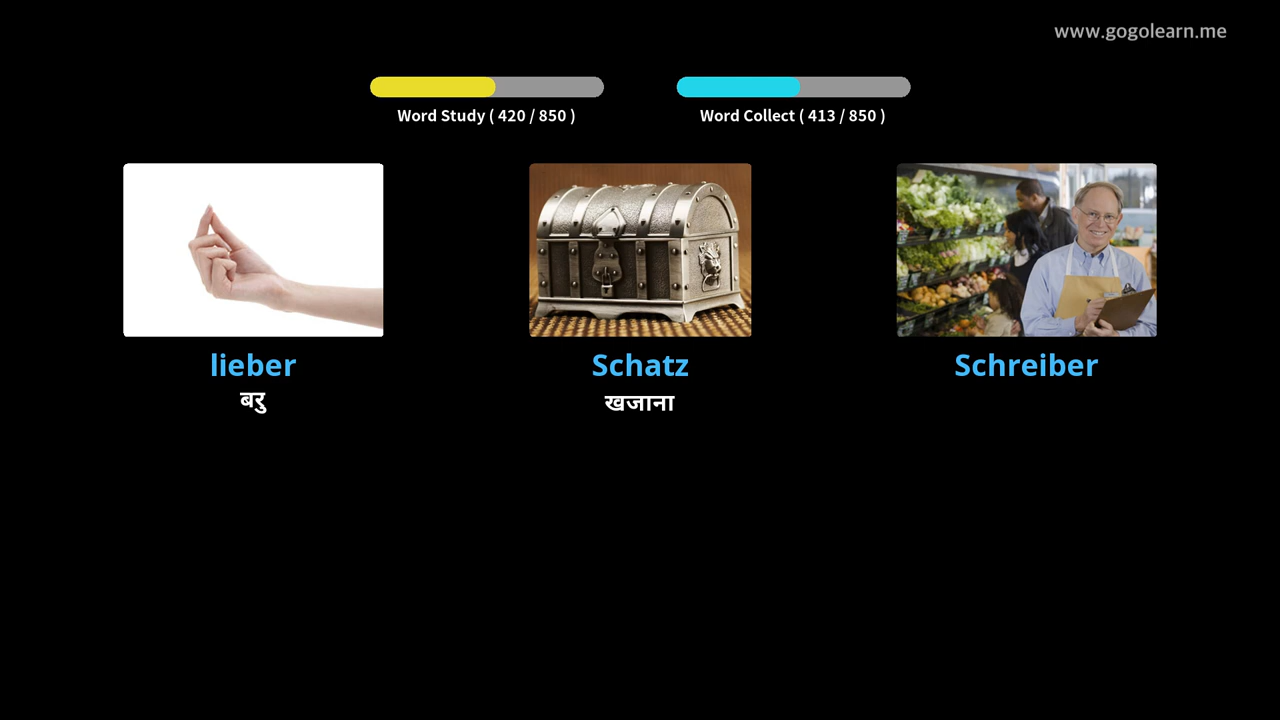 www.gogolearn.me
Word Study ( 420 / 850 )
Word Collect ( 413 / 850 )
lieber
Schatz
Schreiber
बरु
खजाना